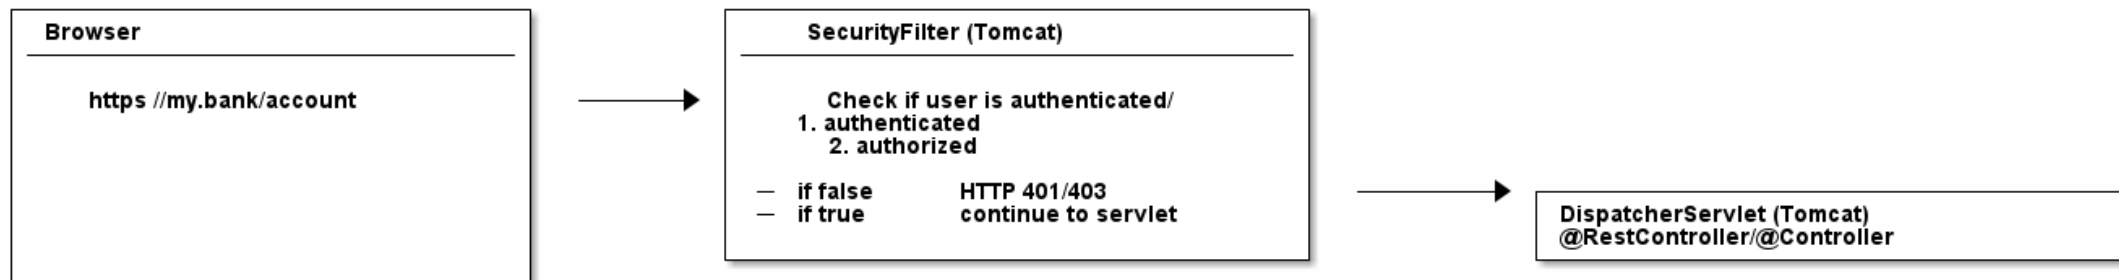 Browser
https //my.bank/account
SecurityFilter (Tomcat)
Check if user is authenticated/
1. authenticated
2. authorized
— if false HTTP 401/403
— if true continue to servlet
DispatcherServlet (Tomcat)
@RestController/@Controller